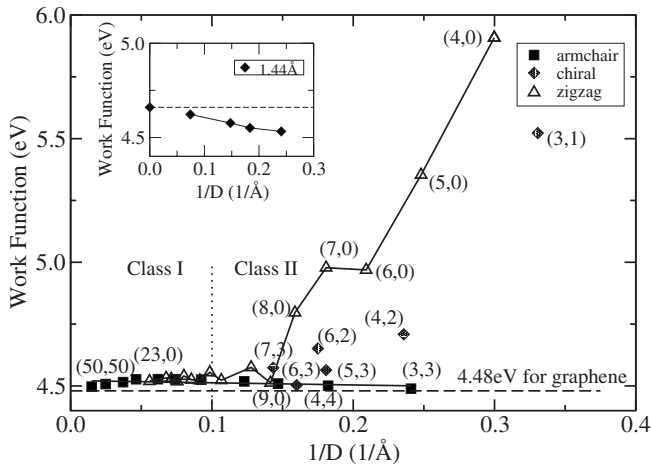 Work Function (eV)
6.0
5.5
5.0
4.5
0.0
0.1
0.2
0.3
0.4
1/D (1/Å)
Work Function (eV)
5.0
4.5
0.0
0.1
0.2
0.3
1/D (1/Å)
1.44Å
armchair
chiral
zigzag
(4,0)
(3,1)
(5,0)
(7,0)
(6,0)
Class I
Class II
(8,0)
(4,2)
(6,2)
(7,3)
(50,50)
(23,0)
(6,3)
(5,3)
(3,3)
4.48eV for graphene
(9,0)
(4,4)